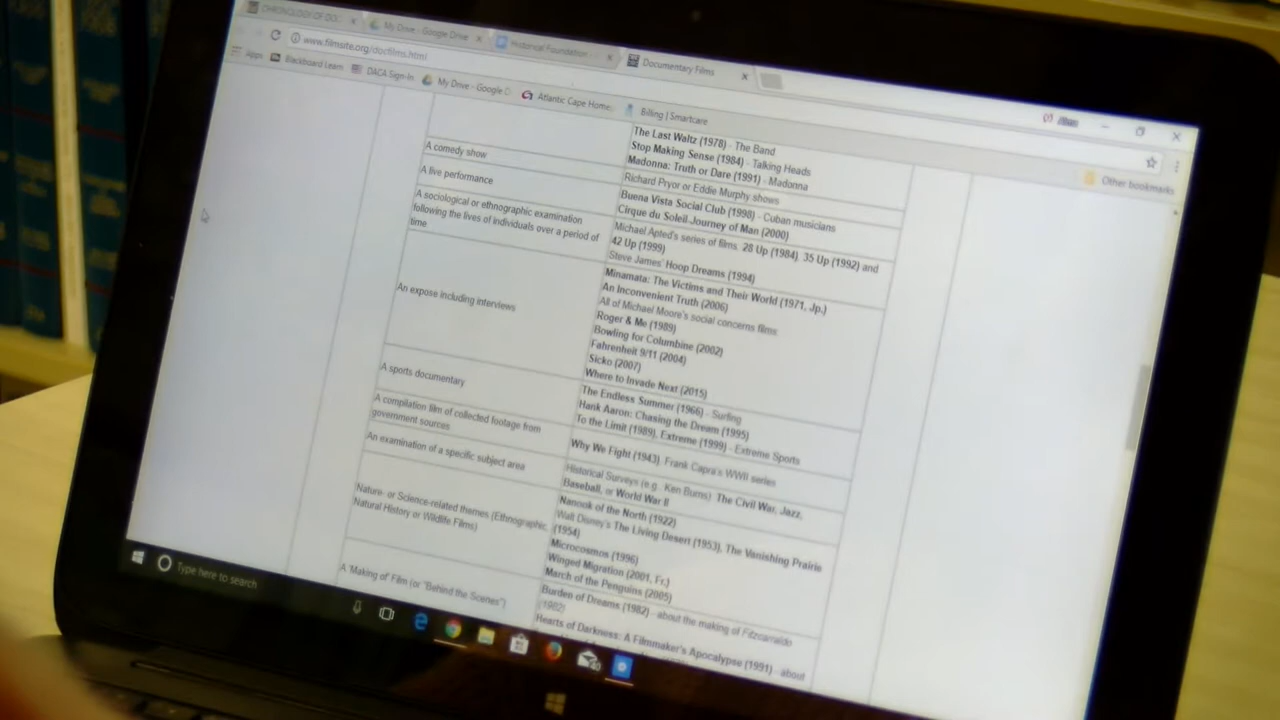 CHRONOLOGY OF DOC
My Drive - Google Drive
Historical Foundation
Documentary Films
www.filmsite.org/docfilms.html
Apps
Blackboard Learn
DACA Sign-In
My Drive - Google D
Atlantic Cape Home
Billing | Smartcare
Other bookmarks
The Last Waltz (1978) - The Band
Stop Making Sense (1984) - Talking Heads
Madonna: Truth or Dare (1991) - Madonna
A comedy show
Richard Pryor or Eddie Murphy shows
A live performance
Buena Vista Social Club (1998) - Cuban musicians
Cirque du Soleil-Journey of Man (2000)
A sociological or ethnographic examination
following the lives of individuals over a period of
time
Michael Apted's series of films. 28 Up (1984), 35 Up (1992) and
42 Up (1999)
Steve James' Hoop Dreams (1994)
An expose including interviews
Minamata: The Victims and Their World (1971, Jp.)
An Inconvenient Truth (2006)
All of Michael Moore's social concerns films
Roger & Me (1989)
Bowling for Columbine (2002)
Fahrenheit 9/11 (2004)
Sicko (2007)
Where to Invade Next (2015)
A sports documentary
The Endless Summer (1966) - Surfing
Hank Aaron: Chasing the Dream (1995)
To the Limit (1989), Extreme (1999) - Extreme Sports
A compilation film of collected footage from
government sources
Why We Fight (1943), Frank Capra's WWII series
An examination of a specific subject area
Historical Surveys (e.g. Ken Burns) The Civil War, Jazz,
Baseball, or World War II
Nature- or Science-related themes (Ethnographic,
Natural History or Wildlife Films)
Nanook of the North (1922)
Walt Disney's The Living Desert (1953), The Vanishing Prairie
(1954)
Microcosmos (1996)
Winged Migration (2001, Fr.)
March of the Penguins (2005)
A 'Making of' Film (or "Behind the Scenes")
Burden of Dreams (1982) - about the making of Fitzcarraldo
(1982)
Hearts of Darkness: A Filmmaker's Apocalypse (1991) - about
Type here to search